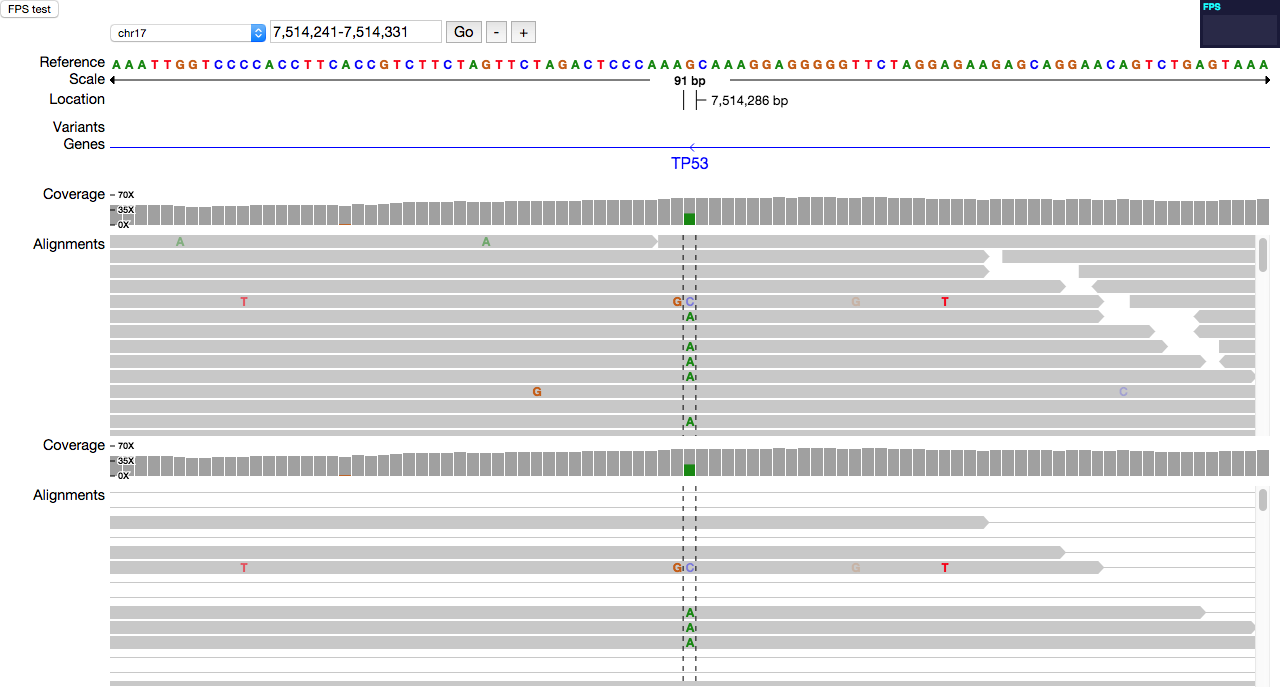 FPS test
FPS
chr17 7,514,241-7,514,331 Go - +
Reference A A A T T G G T C C C C A C C T T C A C C G T C T T C T A G T T C T A G A C T C C C A A A G C A A A G G A G G G G G T T C T A G G A G A A G A G C A G G A A C A G T C T G A G T A A A
Scale 91 bp
Location 7,514,286 bp
Variants
Genes
TP53
Coverage 70X
35X
0X
Alignments A A
T G C G T
A
A
A
A
G C
A
Coverage 70X
35X
0X
Alignments
T G C G T
A
A
A